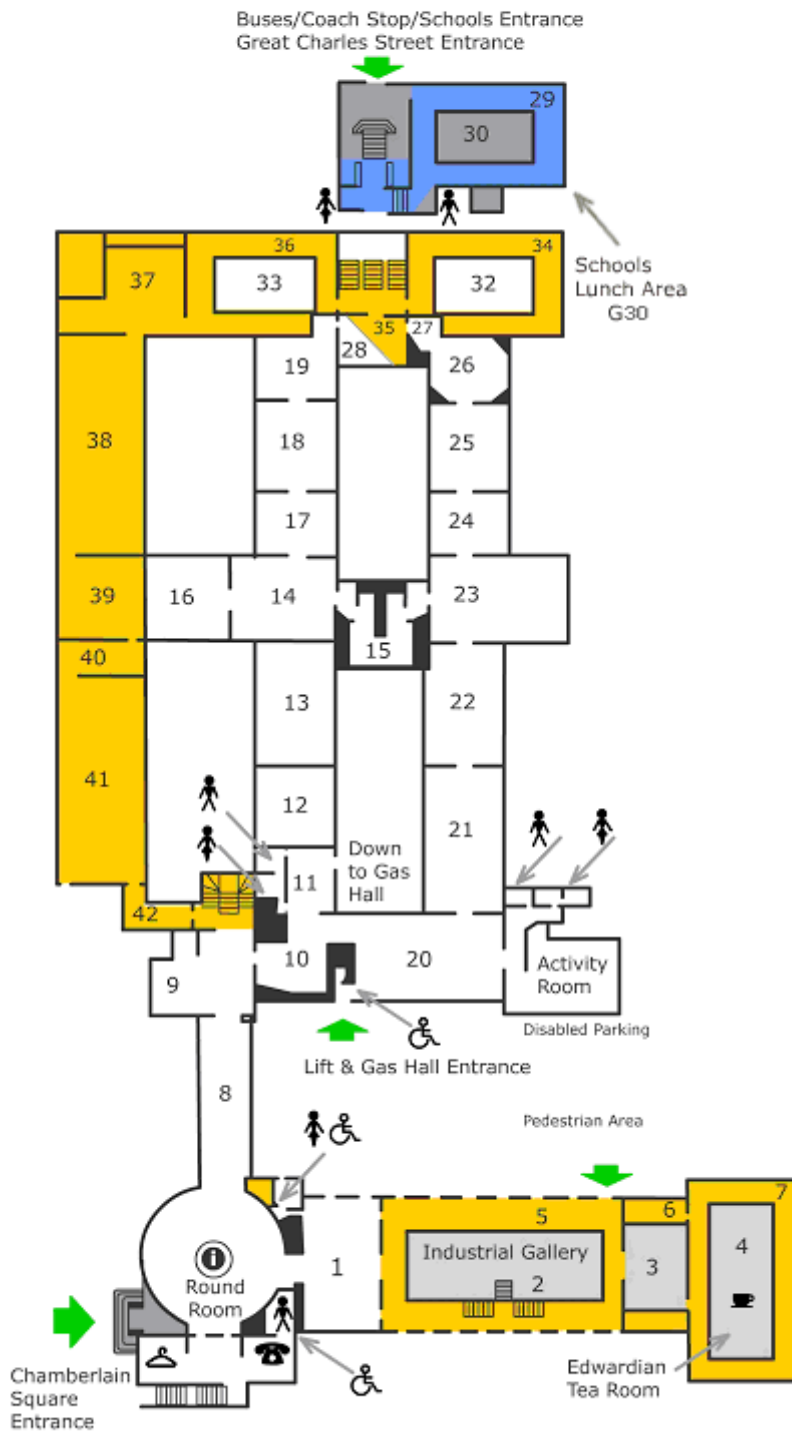 Buses/Coach Stop/Schools Entrance
Great Charles Street Entrance
29
30
36
34
37
33
32
Schools
Lunch Area
G30
35
27
28
19
26
38
18
25
17
24
39
16
14
23
15
40
13
22
41
12
21
Down
to Gas
Hall
11
42
10
20
9
Activity
Room
Disabled Parking
Lift & Gas Hall Entrance
8
Pedestrian Area
7
5
6
Industrial Gallery
4
1
2
3
i
Round
Room
Chamberlain
Square
Entrance
Edwardian
Tea Room